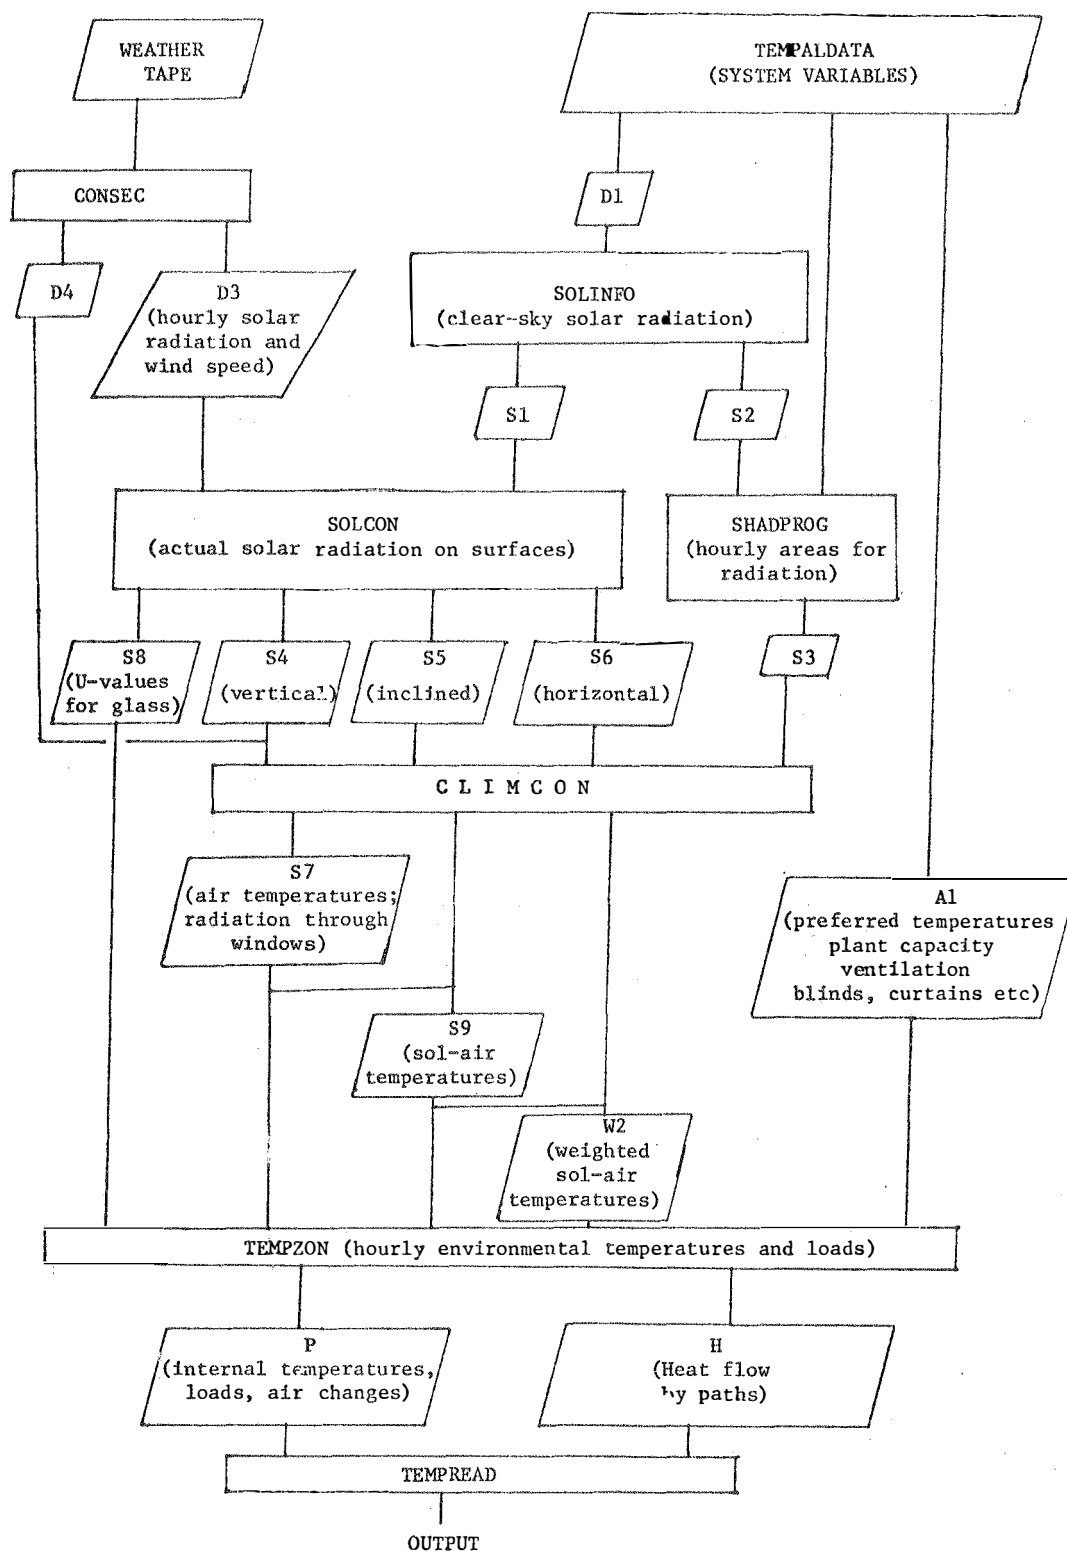 WEATHER
TAPE
TEMPALDATA
(SYSTEM VARIABLES)
CONSEC
D1
D4
D3
(hourly solar
radiation and
wind speed)
SOLINFO
(clear-sky solar radiation)
S1
S2
SOLCON
(actual solar radiation on surfaces)
SHADPROG
(hourly areas for
radiation)
S8
(U-values
for glass)
S4
(vertical)
S5
(inclined)
S6
(horizontal)
S3
C L I M C O N
S7
(air temperatures;
radiation through
windows)
A1
(preferred temperatures
plant capacity
ventilation
blinds, curtains etc)
S9
(sol-air
temperatures)
W2
(weighted
sol-air
temperatures)
TEMPZON (hourly environmental temperatures and loads)
P
(internal temperatures,
loads, air changes)
H
(Heat flow
by paths)
TEMPREAD
OUTPUT